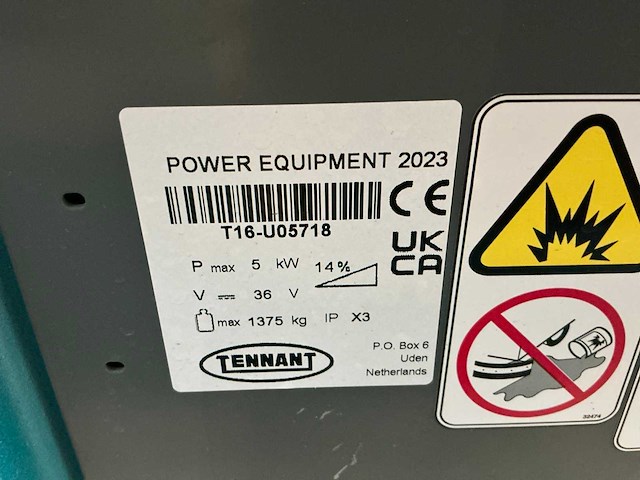 POWER EQUIPMENT 2023
CE
T16-U05718
UK
CA
P max 5 kW 14%
V 36 V
max 1375 kg IP X3
TENNANT
P.O. Box 6
Uden
Netherlands
32474